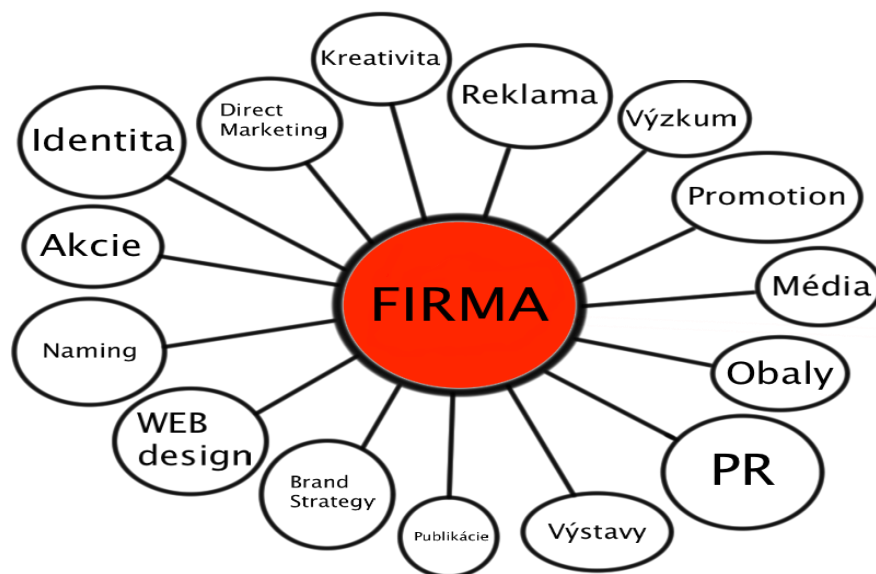 Kreativita
Reklama
Direct
Marketing
Výzkum
Identita
Promotion
Akcie
Média
FIRMA
Naming
Obaly
WEB
design
PR
Brand
Strategy
Publikácie
Výstavy